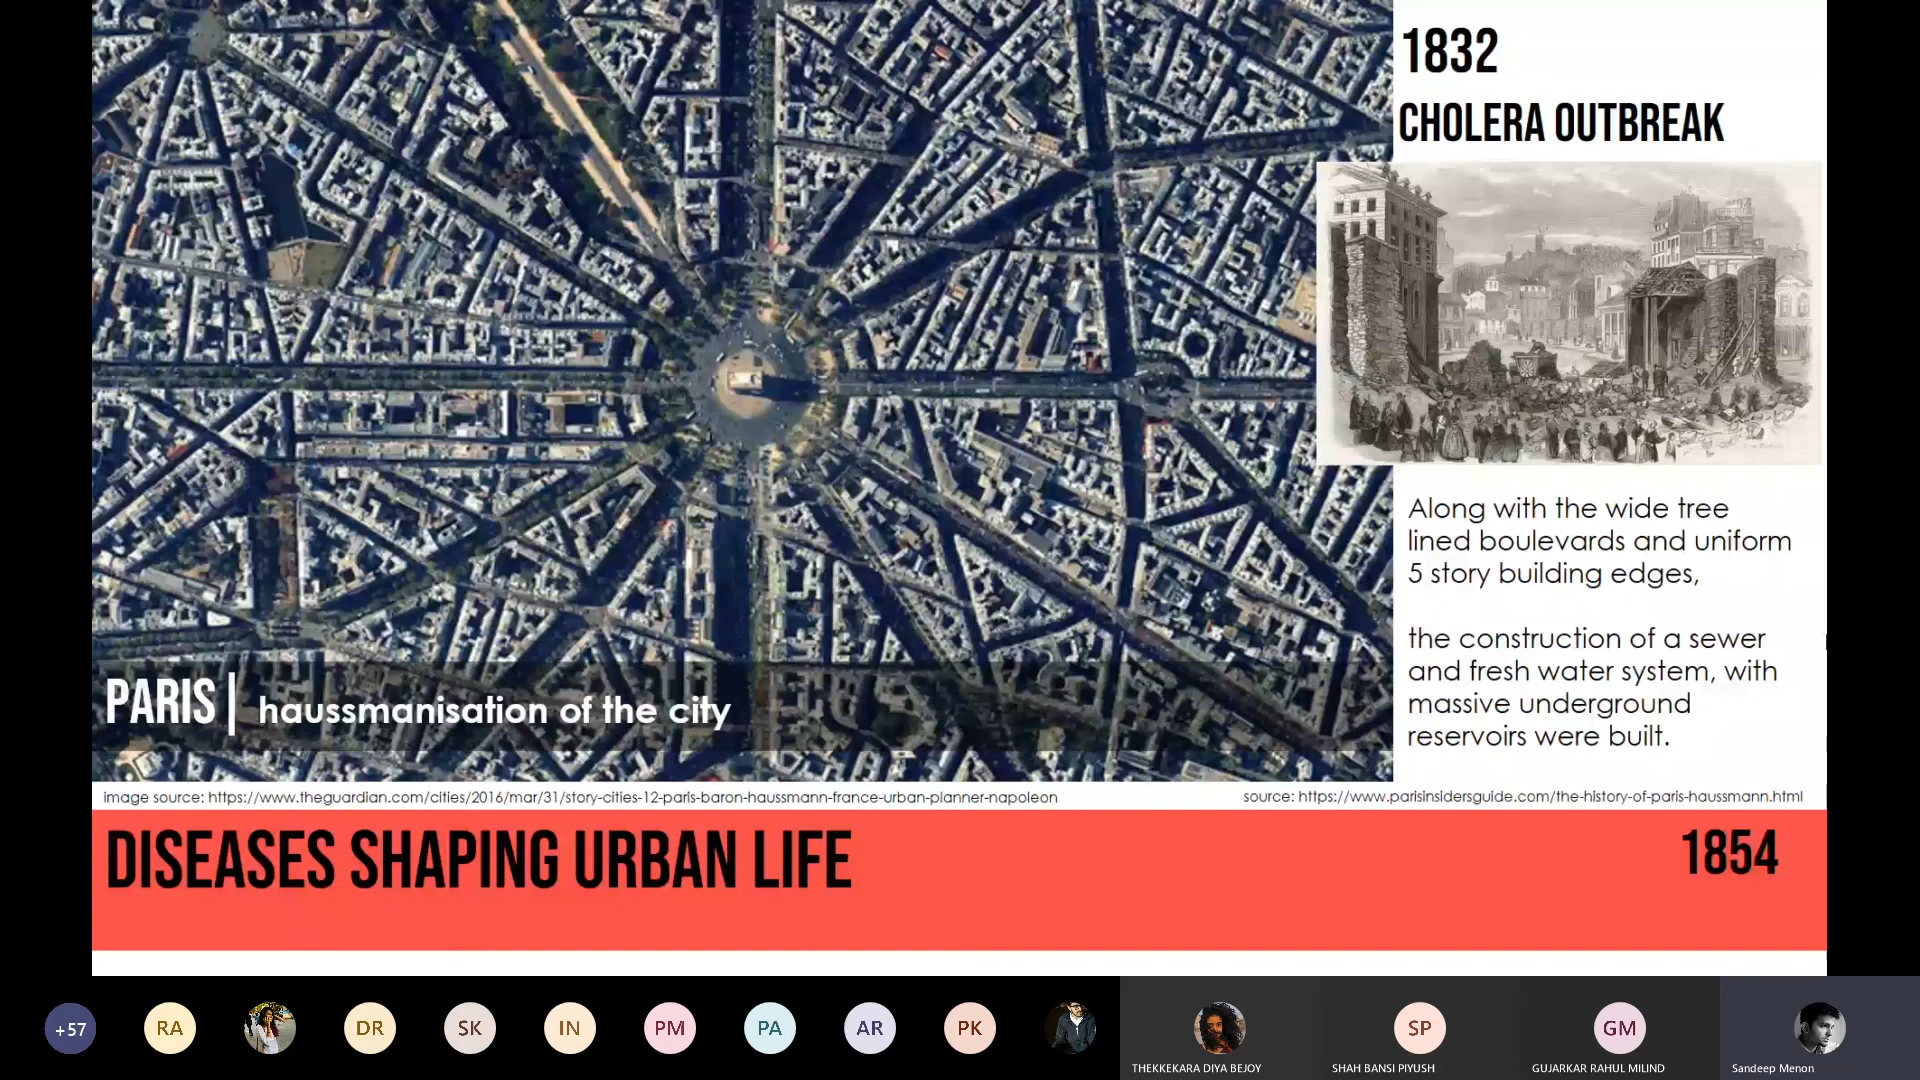 1832
CHOLERA OUTBREAK
Along with the wide tree
lined boulevards and uniform
5 story building edges,
the construction of a sewer
and fresh water system, with
massive underground
reservoirs were built.
PARIS| haussmanisation of the city
image source: https://www.theguardian.com/cities/2016/mar/31/story-cities-12-paris-baron-haussmann-france-urban-planner-napoleon
source: https://www.parisinsidersguide.com/the-history-of-paris-haussmann.html
DISEASES SHAPING URBAN LIFE
1854
+57
RA
DR
SK
IN
PM
PA
AR
PK
SP
GM
THEKKEKARA DIYA BEJOY
SHAH BANSI PIYUSH
GUJARKAR RAHUL MILIND
Sandeep Menon